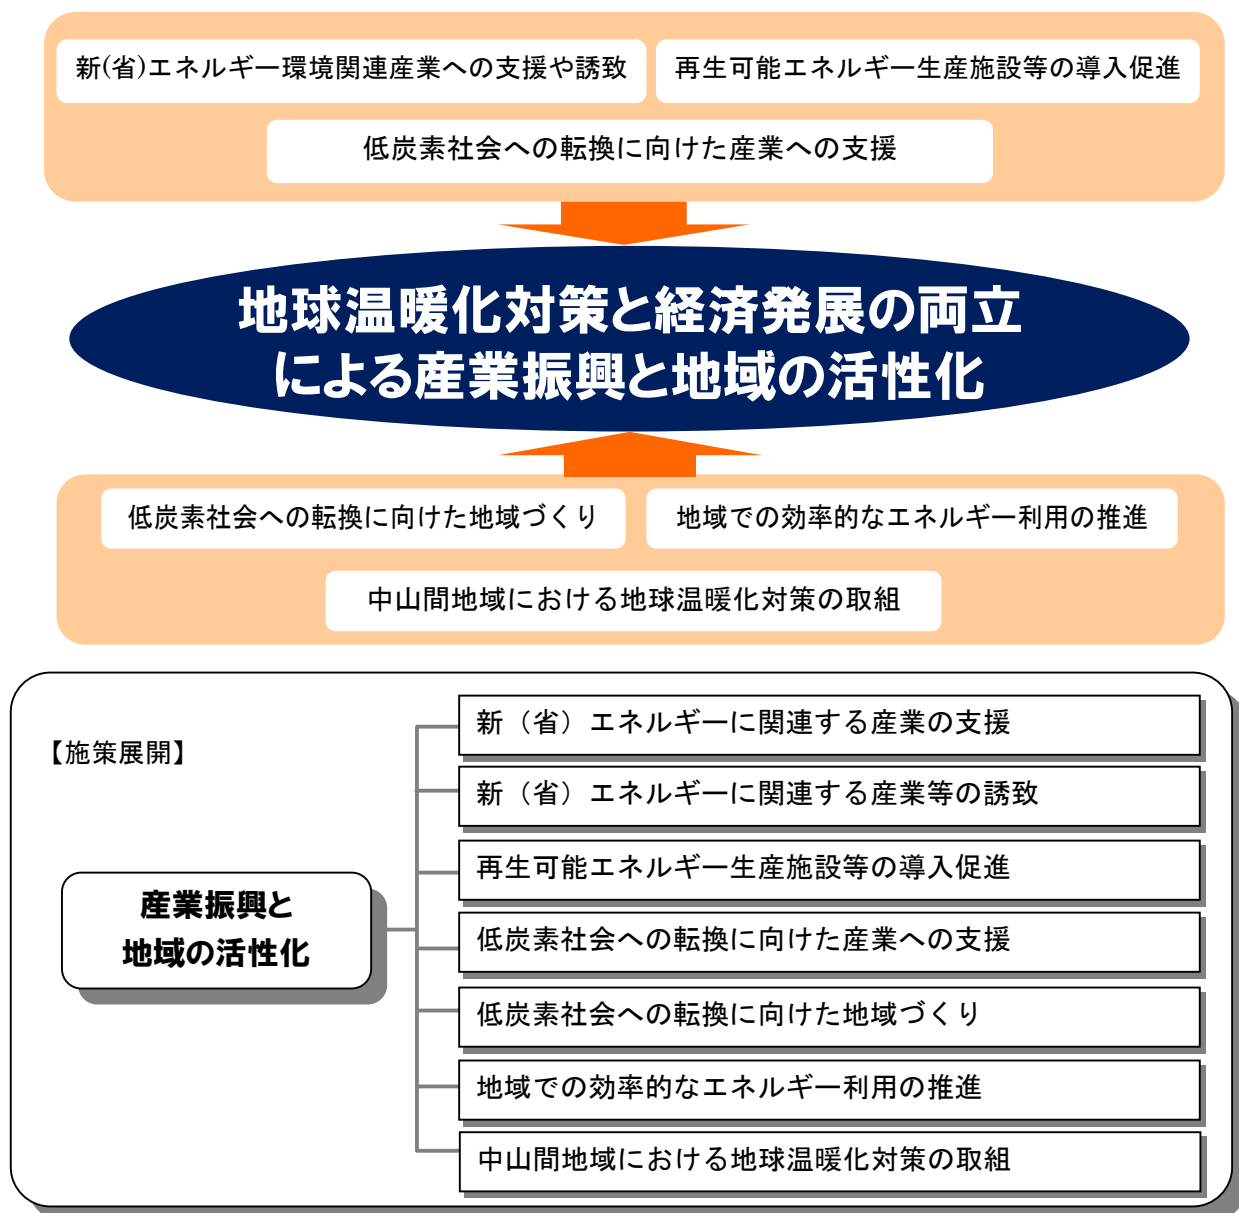 新(省)エネルギー環境関連産業への支援や誘致
再生可能エネルギー生産施設等の導入促進
低炭素社会への転換に向けた産業への支援
地球温暖化対策と経済発展の両立
による産業振興と地域の活性化
低炭素社会への転換に向けた地域づくり
地域での効率的なエネルギー利用の推進
中山間地域における地球温暖化対策の取組
【施策展開】
産業振興と
地域の活性化
新（省）エネルギーに関連する産業の支援
新（省）エネルギーに関連する産業等の誘致
再生可能エネルギー生産施設等の導入促進
低炭素社会への転換に向けた産業への支援
低炭素社会への転換に向けた地域づくり
地域での効率的なエネルギー利用の推進
中山間地域における地球温暖化対策の取組